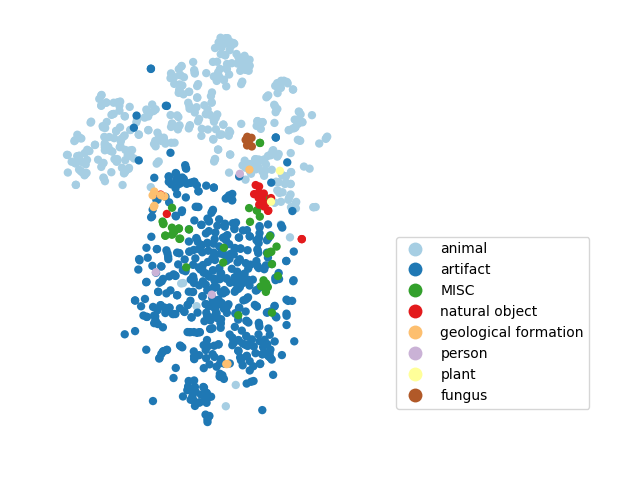 animal
artifact
MISC
natural object
geological formation
person
plant
fungus